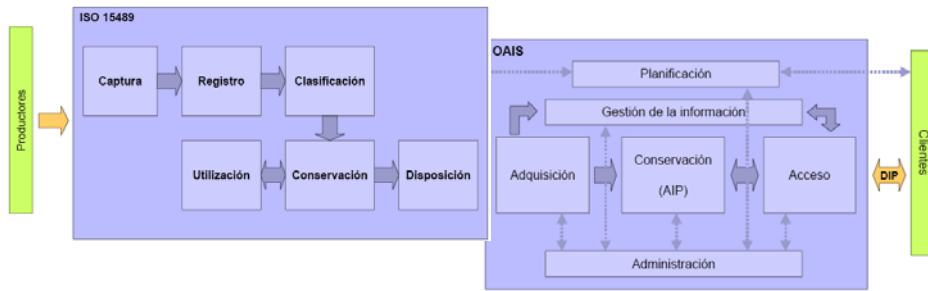 ISO 15489
Productores
Captura
Registro
Clasificación
Utilización
Conservación
Disposición
OAIS
Planificación
Gestión de la información
Adquisición
Conservación
(AIP)
Acceso
Administración
DIP
Clientes